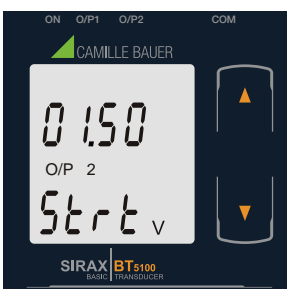 ON O/P1 O/P2 COM
CAMILLE BAUER
01.50
O/P 2
Strt V
SIRAX BT5100
BASIC TRANSDUCER